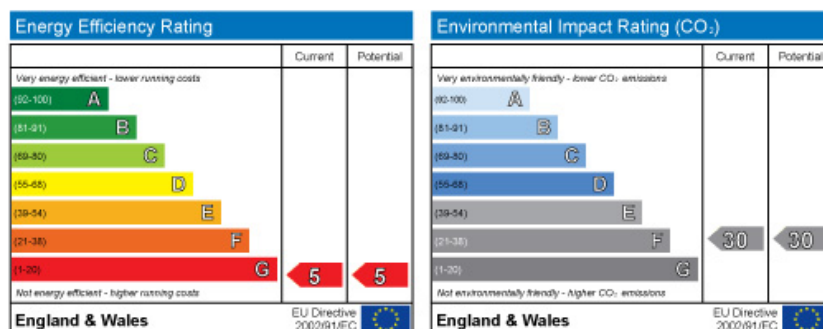 Energy Efficiency Rating
Current Potential
Very energy efficient - lower running costs
(92-100) A
(81-91) B
(69-80) C
(55-68) D
(39-54) E
(21-38) F
(1-20) G
5 5
Not energy efficient - higher running costs
England & Wales
EU Directive
2002/91/EC
Environmental Impact Rating (CO₂)
Current Potential
Very environmentally friendly - lower CO₂ emissions
(92-100) A
(81-91) B
(69-80) C
(55-68) D
(39-54) E
(21-38) F
(1-20) G
30 30
Not environmentally friendly - higher CO₂ emissions
England & Wales
EU Directive
2002/91/EC